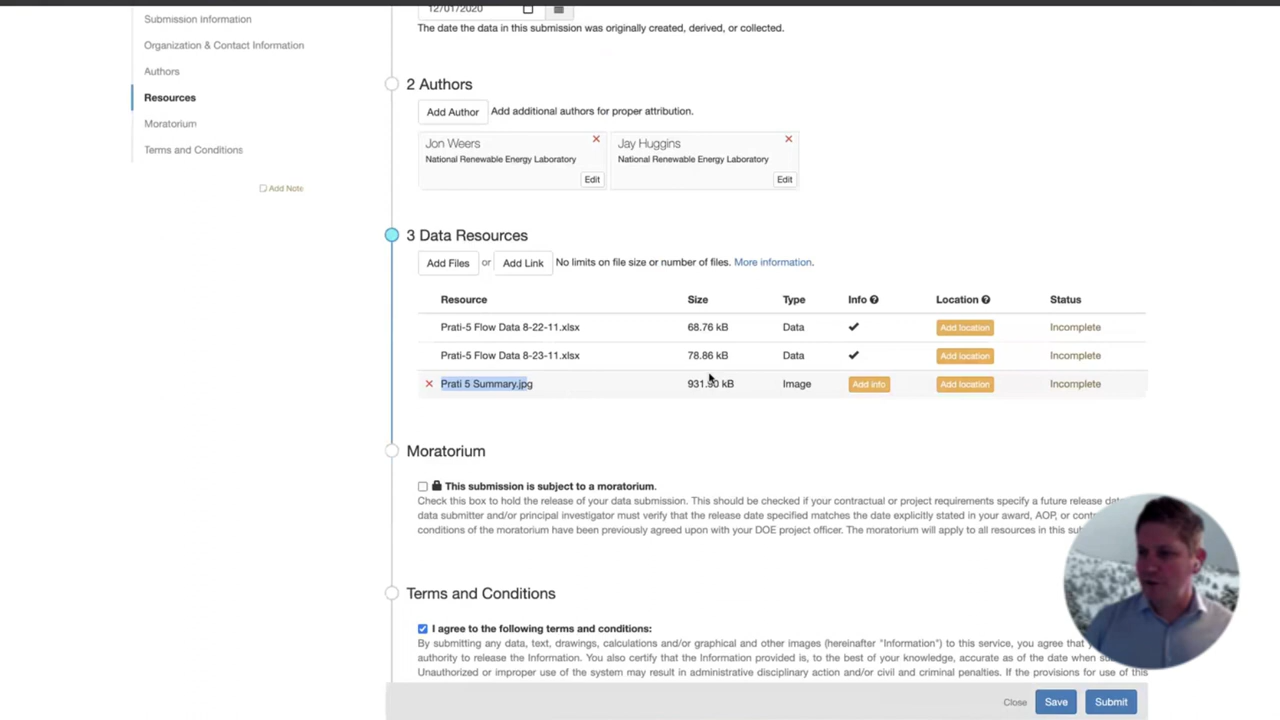 Submission Information
Organization & Contact Information
Authors
Resources
Moratorium
Terms and Conditions
Add Note
12/01/2020
The date the data in this submission was originally created, derived, or collected.
2 Authors
Add Author Add additional authors for proper attribution.
Jon Weers
National Renewable Energy Laboratory
Edit
Jay Huggins
National Renewable Energy Laboratory
Edit
3 Data Resources
Add Files or Add Link No limits on file size or number of files. More information.
Resource Size Type Info Location Status
Prati-5 Flow Data 8-22-11.xlsx 68.76 kB Data Add location Incomplete
Prati-5 Flow Data 8-23-11.xlsx 78.86 kB Data Add location Incomplete
Prati 5 Summary.jpg 931.90 kB Image Add info Add location Incomplete
Moratorium
This submission is subject to a moratorium.
Check this box to hold the release of your data submission. This should be checked if your contractual or project requirements specify a future release
data submitter and/or principal investigator must verify that the release date specified matches the date explicitly stated in your award, AOP, or
conditions of the moratorium have been previously agreed upon with your DOE project officer. The moratorium will apply to all resources in this
Terms and Conditions
I agree to the following terms and conditions:
By submitting any data, text, drawings, calculations and/or graphical and other images (hereinafter "Information") to this service, you agree that
authority to release the Information. You also certify that the Information provided is, to the best of your knowledge, accurate as of the date when
Unauthorized or improper use of the system may result in administrative disciplinary action and/or civil and criminal penalties. If the provisions for use of this
Close Save Submit